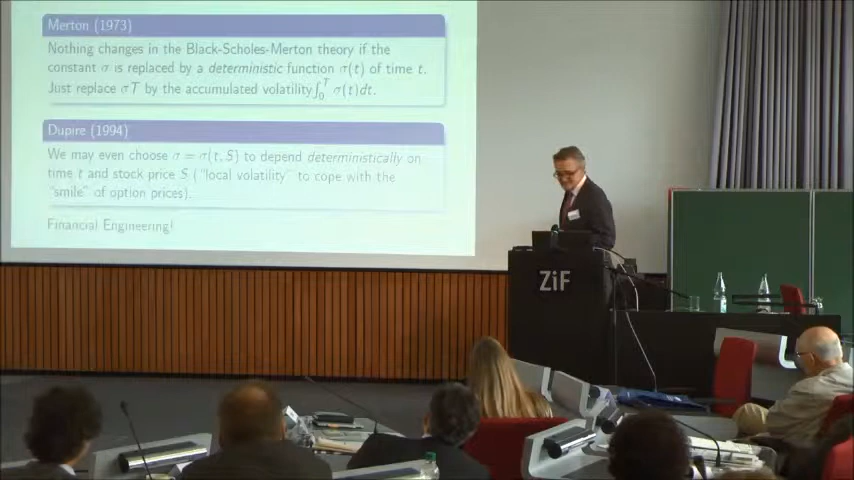 Merton (1973)
Nothing changes in the Black-Scholes-Merton theory if the
constant σ is replaced by a deterministic function σ(t) of time t.
Just replace σT by the accumulated volatility ∫₀ᵀ σ(t)dt.
Dupire (1994)
We may even choose σ = σ(t, S) to depend deterministically on
time t and stock price S ("local volatility" to cope with the
"smile" of option prices).
Financial Engineering!
ZiF